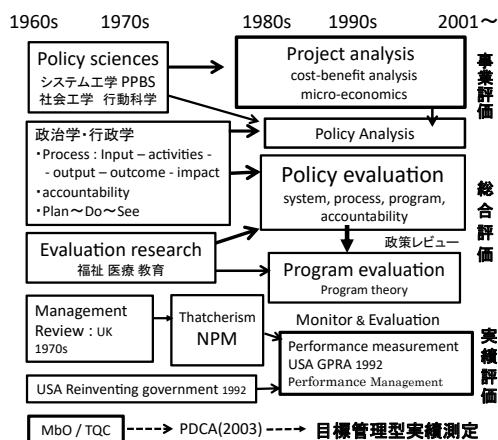 1960s 1970s 1980s 1990s 2001～
Policy sciences
システム工学 PPBS
社会工学 行動科学
Project analysis
cost-benefit analysis
micro-economics
事業評価
Policy Analysis
政治学・行政学
・Process : Input – activities -
- output – outcome - impact
・accountability
・Plan～Do～See
Policy evaluation
system, process, program,
accountability
総合評価
政策レビュー
Evaluation research
福祉 医療 教育
Program evaluation
Program theory
Management
Review : UK
1970s
Thatcherism
NPM
Monitor & Evaluation
Performance measurement
USA GPRA 1992
Performance Management
実績評価
USA Reinventing government 1992
MbO / TQC
PDCA(2003)
目標管理型実績測定